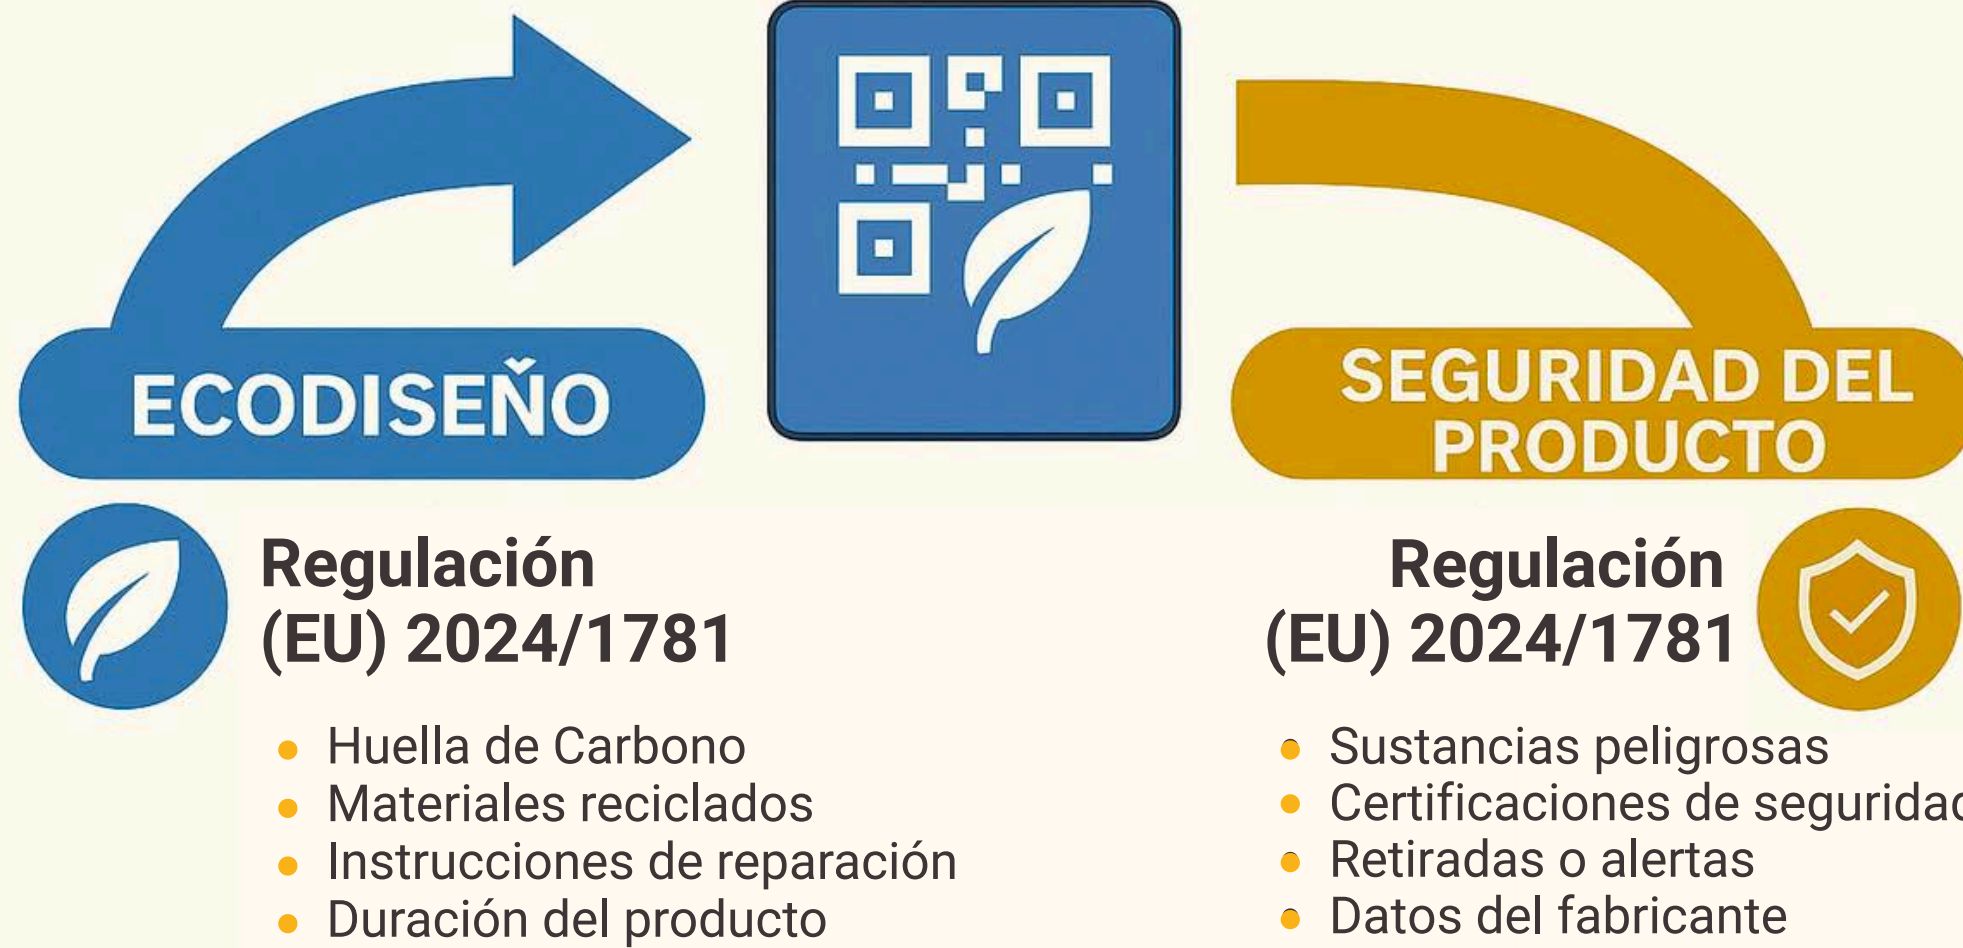 ECODISEÑO
SEGURIDAD DEL
PRODUCTO
Regulación
(EU) 2024/1781
Huella de Carbono
Materiales reciclados
Instrucciones de reparación
Duración del producto
Regulación
(EU) 2024/1781
Sustancias peligrosas
Certificaciones de seguridad
Retiradas o alertas
Datos del fabricante